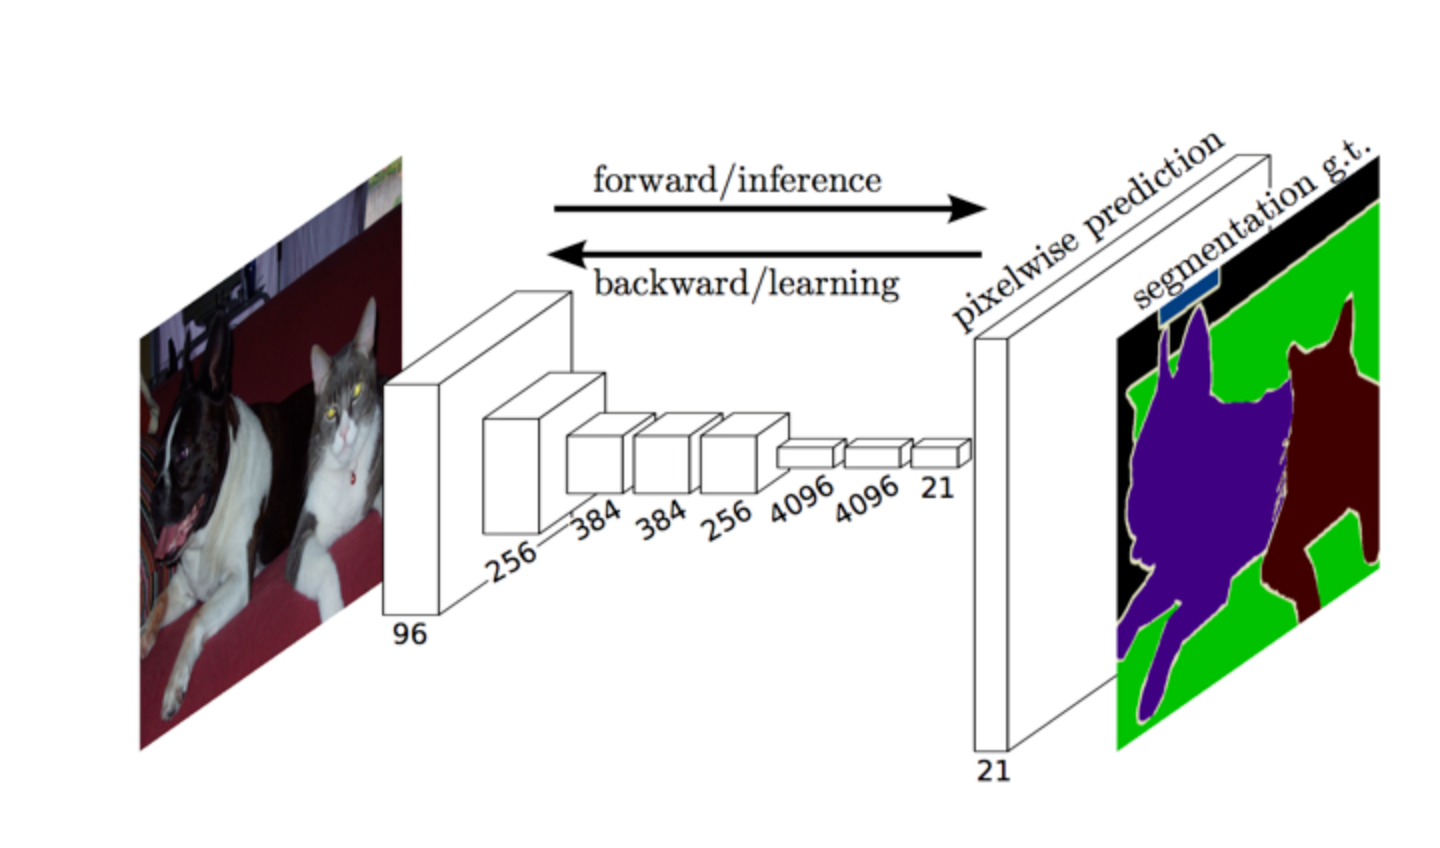 forward/inference
backward/learning
pixelwise prediction
segmentation g.t.
96
256
384
384
256
4096
4096
21
21